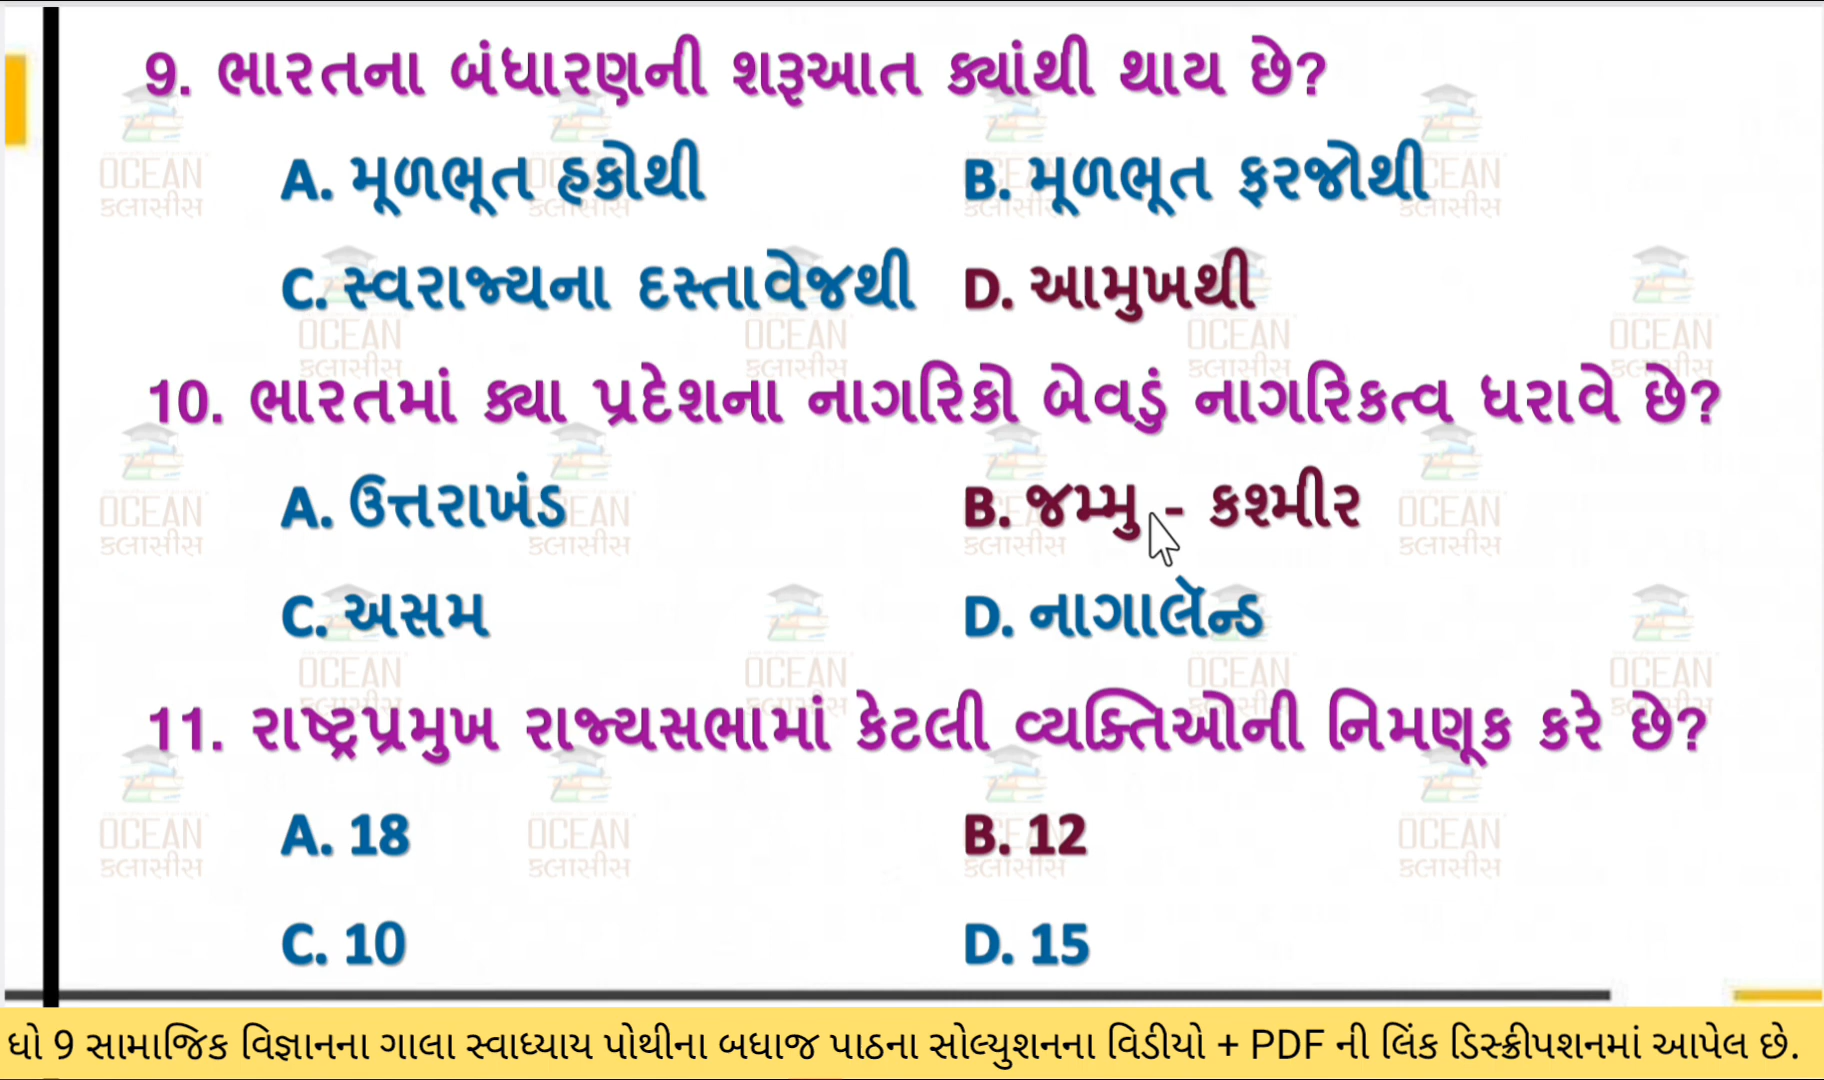 9. ભારતના બંધારણની શરૂઆત ક્યાંથી થાય છે?
A. મૂળભૂત હકોથી B. મૂળભૂત ફરજોથી
C. સ્વરાજ્યના દસ્તાવેજથી D. આમુખથી
10. ભારતમાં ક્યા પ્રદેશના નાગરિકો બેવડું નાગરિકત્વ ધરાવે છે?
A. ઉત્તરાખંડ B. જમ્મુ - કશ્મીર
C. અસમ D. નાગાલૅન્ડ
11. રાષ્ટ્રપ્રમુખ રાજ્યસભામાં કેટલી વ્યક્તિઓની નિમણૂક કરે છે?
A. 18 B. 12
C. 10 D. 15
ધો 9 સામાજિક વિજ્ઞાનના ગાલા સ્વાધ્યાય પોથીના બધાજ પાઠના સોલ્યુશનના વિડીયો + PDF ની લિંક ડિસ્ક્રીપશનમાં આપેલ છે.
OCEAN
કલાસીસ